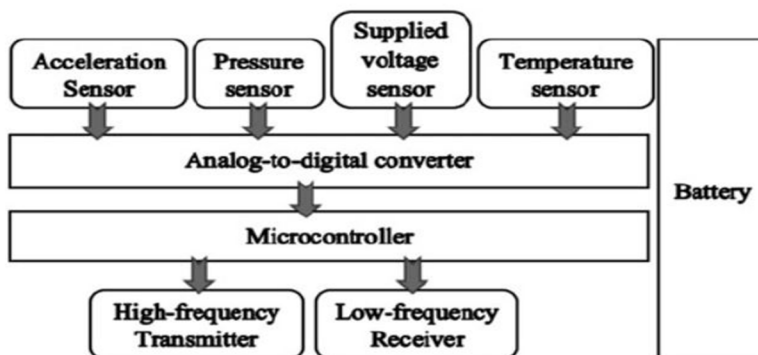 Acceleration
Sensor
Pressure
sensor
Supplied
voltage
sensor
Temperature
sensor
Analog-to-digital converter
Battery
Microcontroller
High-frequency
Transmitter
Low-frequency
Receiver